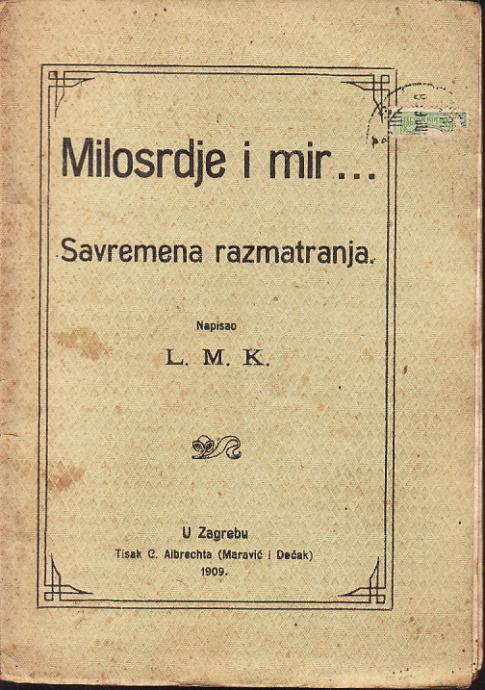 Milosrdje i mir...
Savremena razmatranja.
Napisao
L. M. K.
U Zagrebu
Tisak C. Albrechta (Maravić i Dečak)
1909.